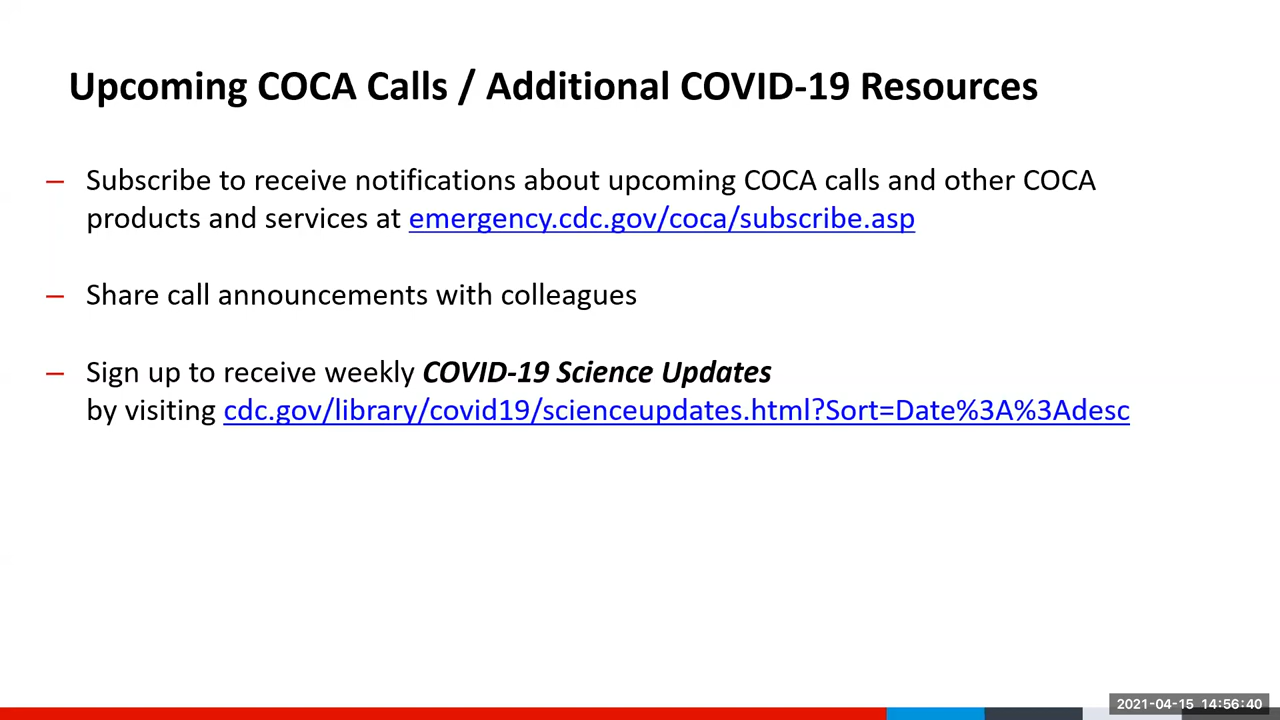 Upcoming COCA Calls / Additional COVID-19 Resources
– Subscribe to receive notifications about upcoming COCA calls and other COCA
products and services at emergency.cdc.gov/coca/subscribe.asp
– Share call announcements with colleagues
– Sign up to receive weekly COVID-19 Science Updates
by visiting cdc.gov/library/covid19/scienceupdates.html?Sort=Date%3A%3Adesc
2021-04-15 14:56:40